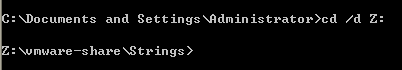 C:\Documents and Settings\Administrator>cd /d Z:
Z:\vmware-share\Strings>